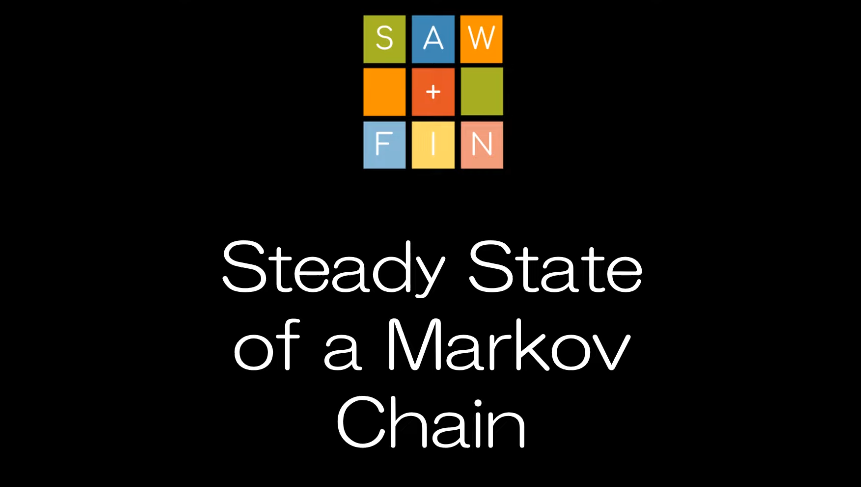 SAW
+
FIN
Steady State
of a Markov
Chain